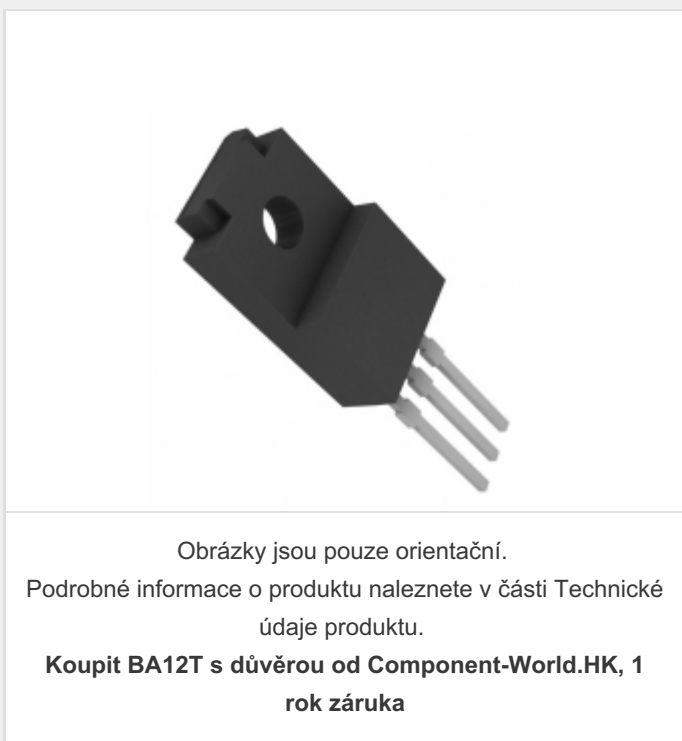 Obrázky jsou pouze orientační.
Podrobné informace o produktu naleznete v části Technické
údaje produktu.
Koupit BA12T s důvěrou od Component-World.HK, 1
rok záruka